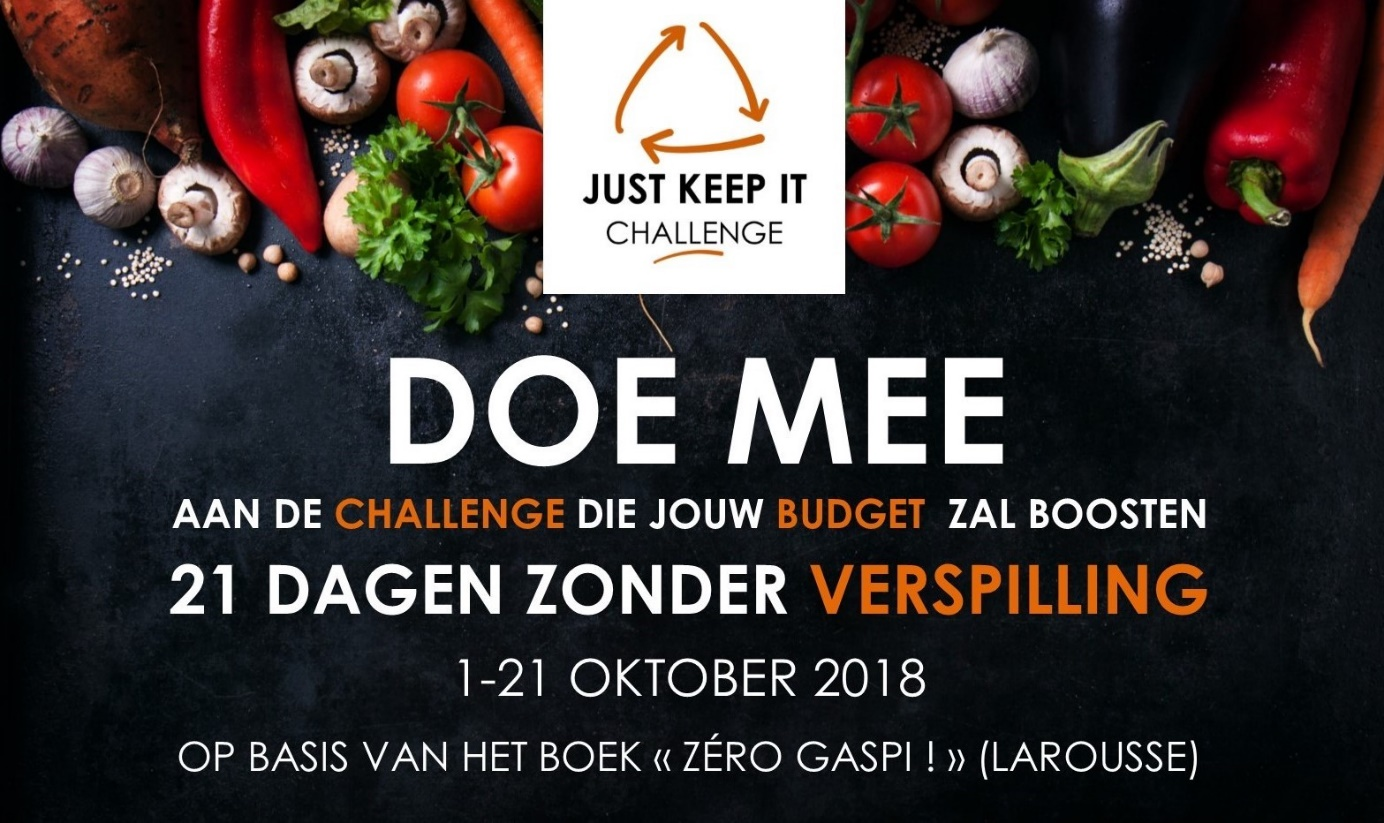 JUST KEEP IT
CHALLENGE
DOE MEE
AAN DE CHALLENGE DIE JOUW BUDGET ZAL BOOSTEN
21 DAGEN ZONDER VERSPILLING
1-21 OKTOBER 2018
OP BASIS VAN HET BOEK « ZÉRO GASPI ! » (LAROUSSE)